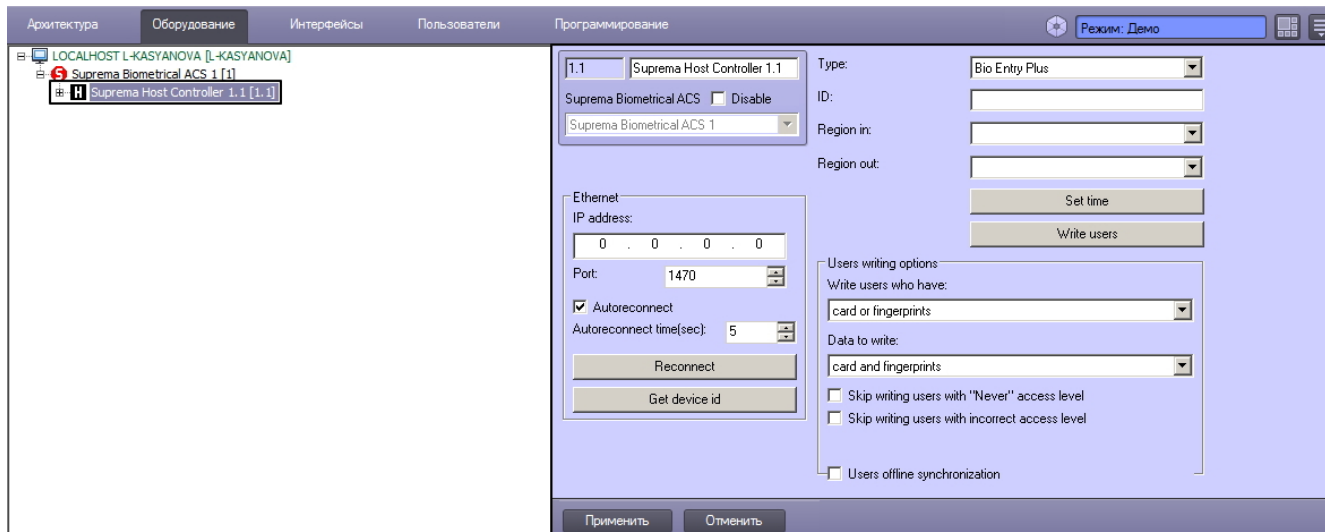 Архитектура Оборудование Интерфейсы Пользователи Программирование Режим: Демо
LOCALHOST L-KASYANOVA [L-KASYANOVA]
S Suprema Biometrical ACS 1 [1]
H Suprema Host Controller 1.1 [1.1]
1.1 Suprema Host Controller 1.1
Suprema Biometrical ACS Disable
Suprema Biometrical ACS 1
Ethernet
IP address:
0 . 0 . 0 . 0
Port: 1470
Autoreconnect
Autoreconnect time(sec): 5
Reconnect
Get device id
Type: Bio Entry Plus
ID:
Region in:
Region out:
Set time
Write users
Users writing options
Write users who have:
card or fingerprints
Data to write:
card and fingerprints
Skip writing users with "Never" access level
Skip writing users with incorrect access level
Users offline synchronization
Применить Отменить